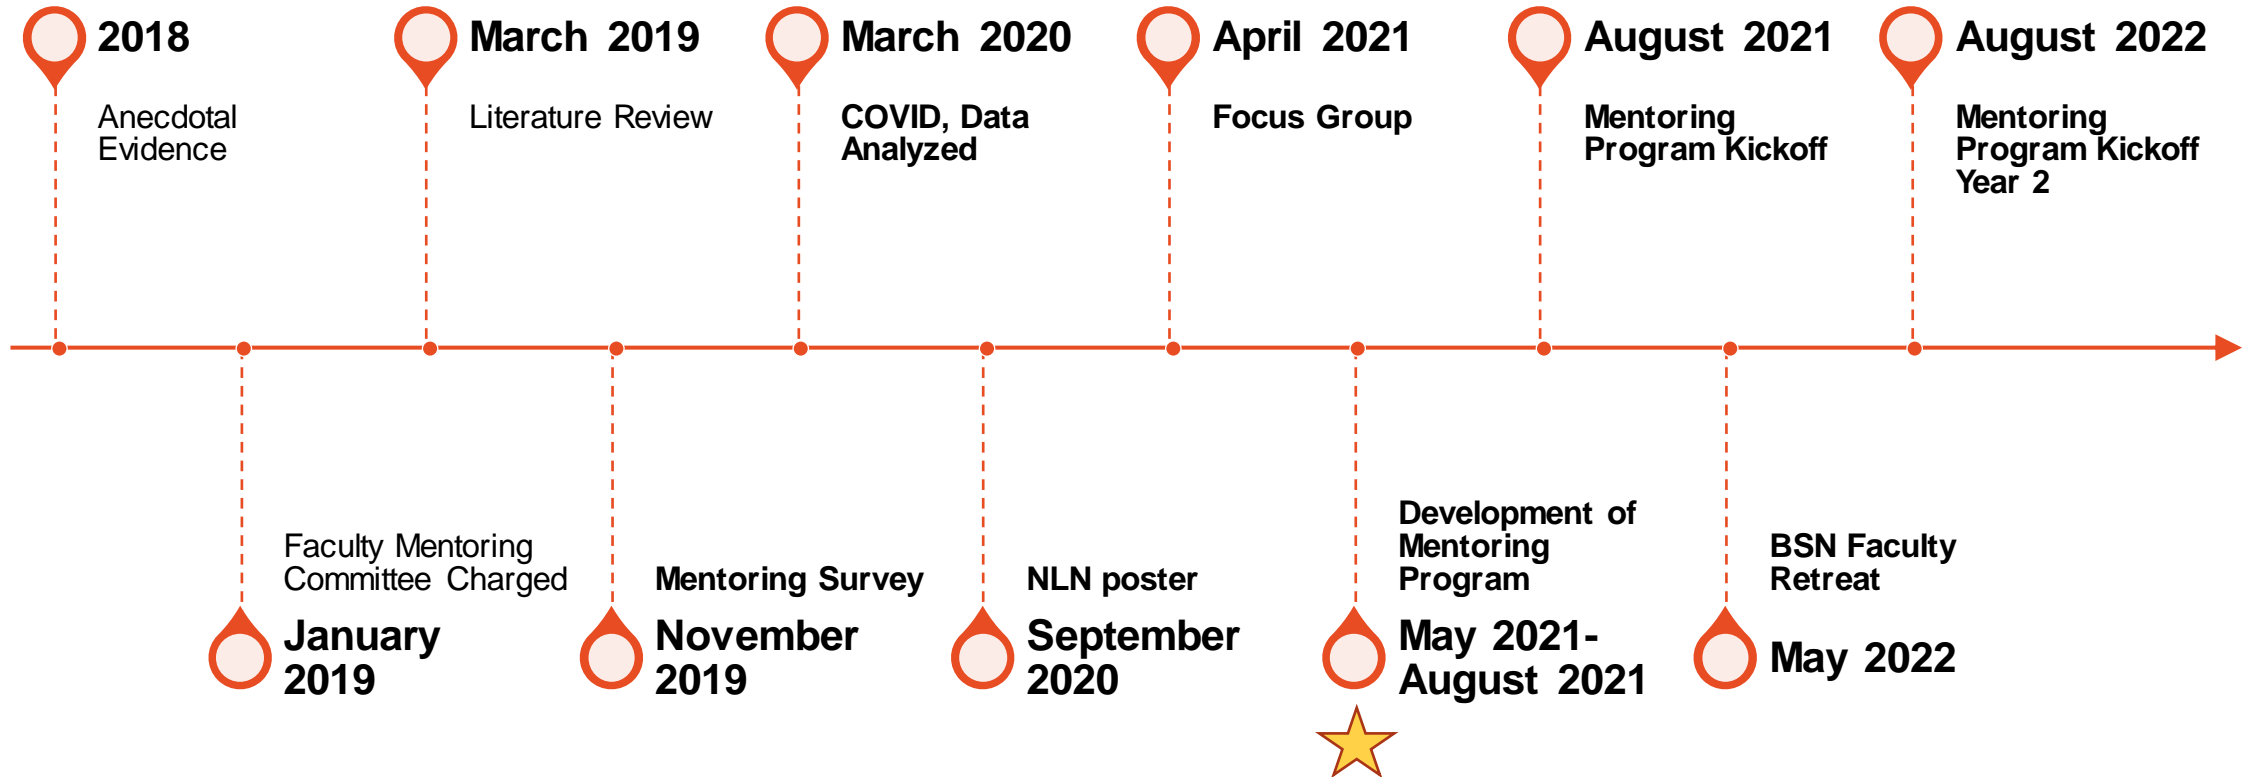 2018
Anecdotal
Evidence
March 2019
Literature Review
March 2020
COVID, Data
Analyzed
April 2021
Focus Group
August 2021
Mentoring
Program Kickoff
August 2022
Mentoring
Program Kickoff
Year 2
Faculty Mentoring
Committee Charged
January
2019
Mentoring Survey
November
2019
NLN poster
September
2020
Development of
Mentoring
Program
May 2021-
August 2021
BSN Faculty
Retreat
May 2022